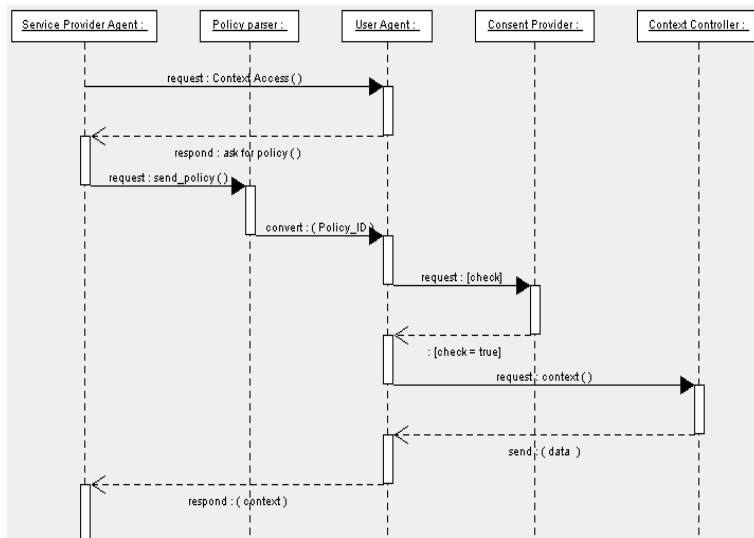 Service Provider Agent :
Policy parser :
User Agent :
Consent Provider :
Context Controller :
request : Context Access ( )
respond : ask for policy ( )
request : send_policy ( )
convert : ( Policy_ID )
request : [check]
: [check = true]
request : context ( )
send : ( data )
respond : ( context )